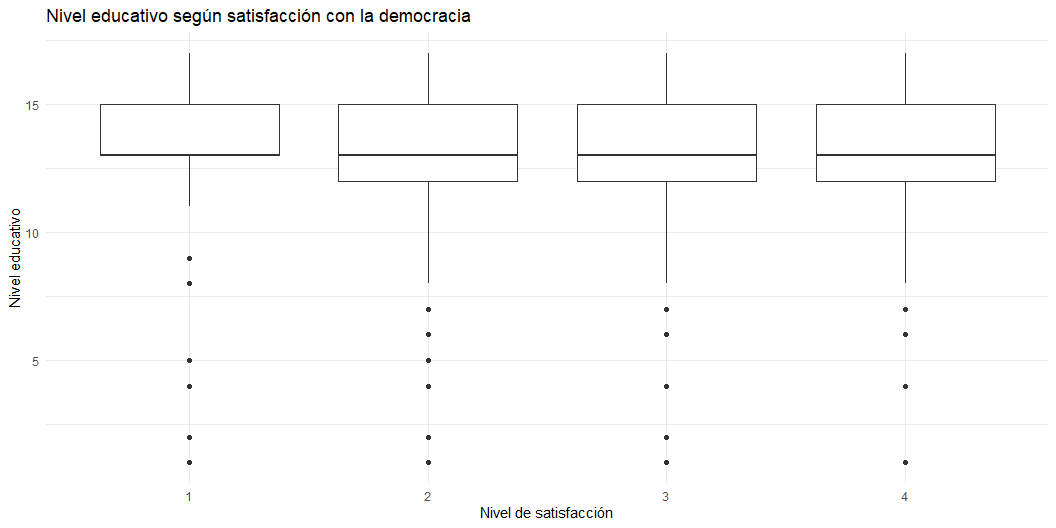 Nivel educativo según satisfacción con la democracia
Nivel educativo
15
10
5
1
2
3
4
Nivel de satisfacción